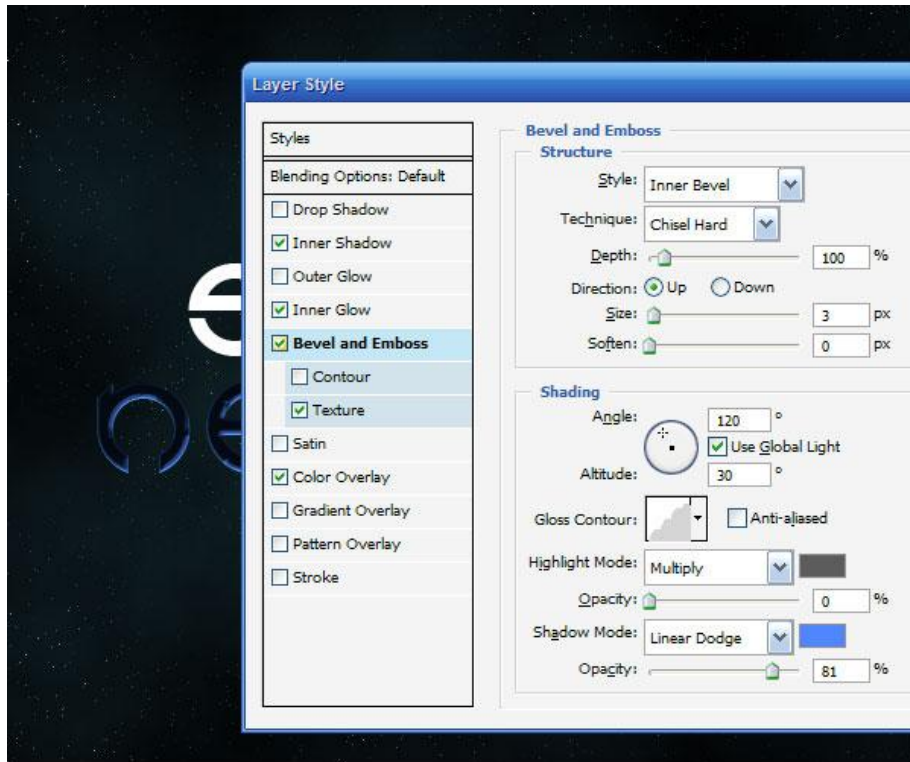 Layer Style
Styles
Blending Options: Default
Drop Shadow
Inner Shadow
Outer Glow
Inner Glow
Bevel and Emboss
Contour
Texture
Satin
Color Overlay
Gradient Overlay
Pattern Overlay
Stroke
Bevel and Emboss
Structure
Style: Inner Bevel
Technique: Chisel Hard
Depth: 100 %
Direction: Up Down
Size: 3 px
Soften: 0 px
Shading
Angle: 120 °
Use Global Light
Altitude: 30 °
Gloss Contour: Anti-aliased
Highlight Mode: Multiply
Opacity: 0 %
Shadow Mode: Linear Dodge
Opacity: 81 %